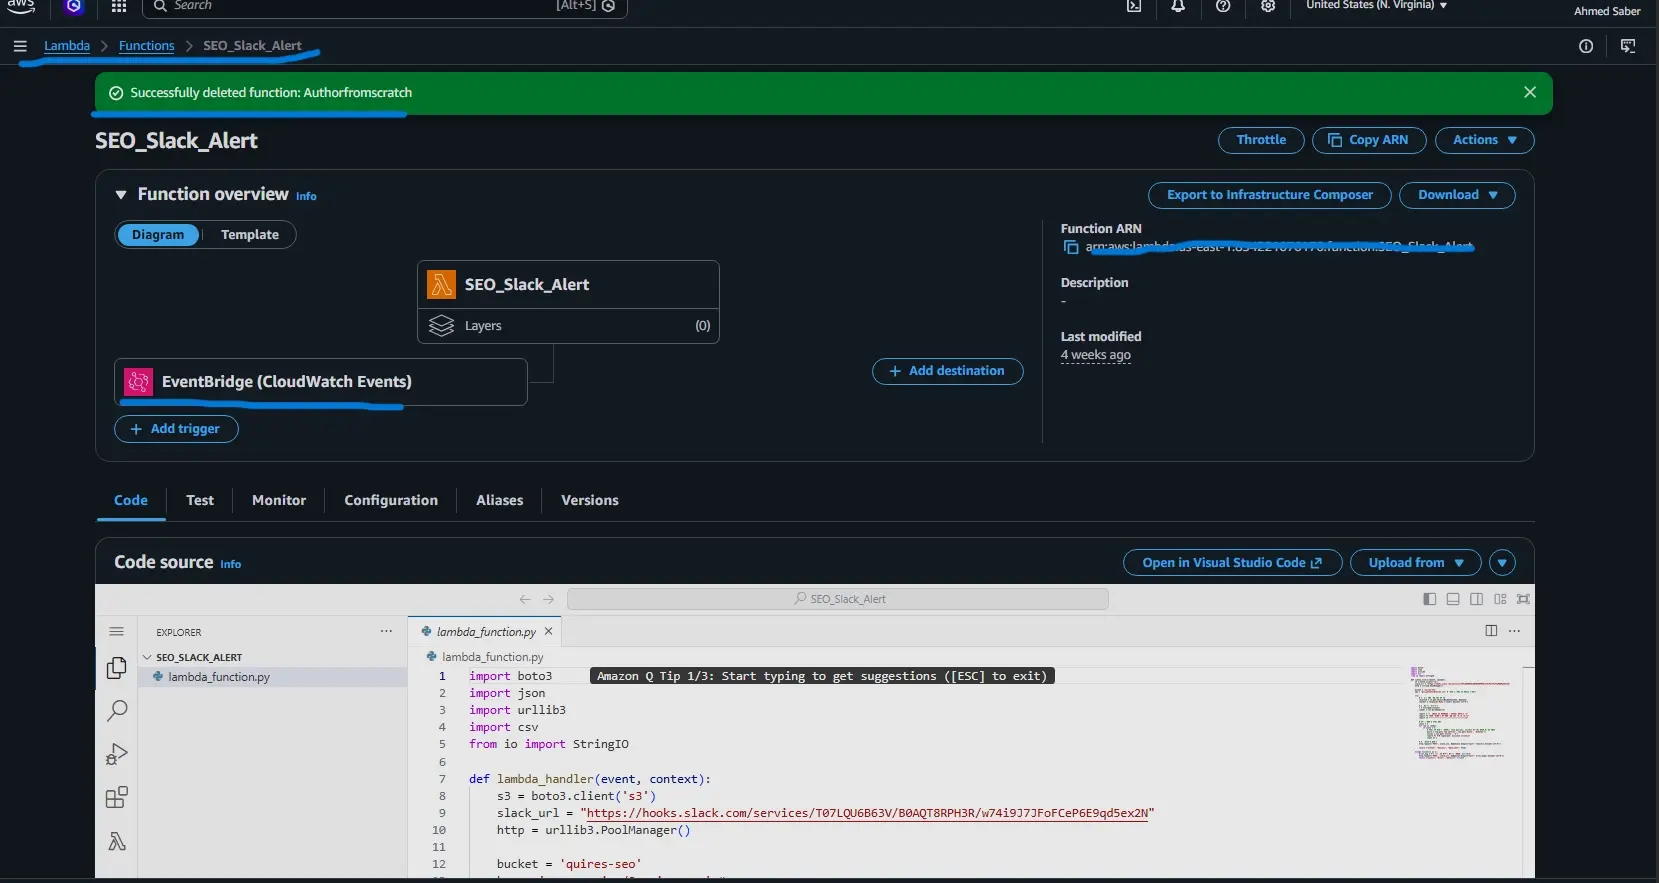 aws
Search
[Alt+S]
United States (N. Virginia)
Ahmed Saber
Lambda
Functions
SEO_Slack_Alert
Successfully deleted function: Authorfromscratch
SEO_Slack_Alert
Throttle
Copy ARN
Actions
Function overview Info
Export to Infrastructure Composer
Download
Diagram
Template
SEO_Slack_Alert
Layers
(0)
EventBridge (CloudWatch Events)
+ Add trigger
+ Add destination
Function ARN
Description
-
Last modified
4 weeks ago
Code
Test
Monitor
Configuration
Aliases
Versions
Code source Info
Open in Visual Studio Code
Upload from
SEO_Slack_Alert
EXPLORER
SEO_SLACK_ALERT
lambda_function.py
lambda_function.py
lambda_function.py
Amazon Q Tip 1/3: Start typing to get suggestions ([ESC] to exit)
1 import boto3
2 import json
3 import urllib3
4 import csv
5 from io import StringIO
6
7 def lambda_handler(event, context):
8 s3 = boto3.client('s3')
9 slack_url = "https://hooks.slack.com/services/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"
10 http = urllib3.PoolManager()
11
12 bucket = 'quires-seo'